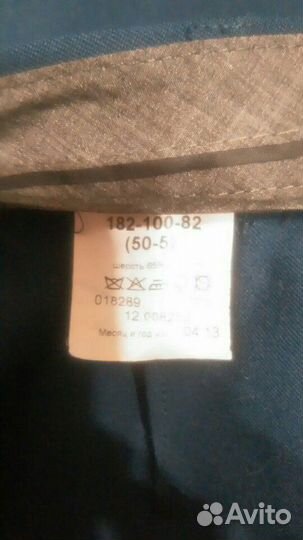 182-100-82
(50-5
шерсть 65%
018289
12.0082
Месяц и год 04 13
Avito